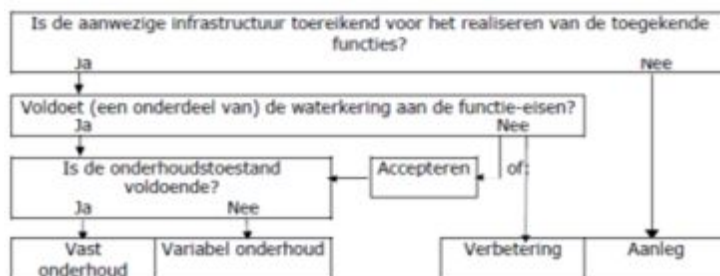 Is de aanwezige infrastructuur toereikend voor het realiseren van de toegekende
functies?
Ja Nee
Voldoet (een onderdeel van) de waterkering aan de functie-eisen?
Ja Nee
Is de onderhoudstoestand
voldoende?
Accepteren of:
Ja Nee
Vast
onderhoud
Variabel onderhoud
Verbetering
Aanleg